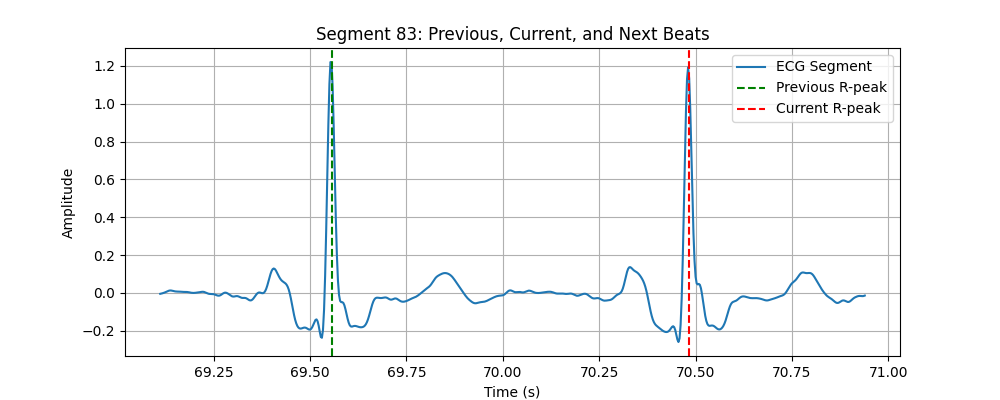 Segment 83: Previous, Current, and Next Beats
ECG Segment
Previous R-peak
Current R-peak
Amplitude
1.2
1.0
0.8
0.6
0.4
0.2
0.0
−0.2
69.25 69.50 69.75 70.00 70.25 70.50 70.75 71.00
Time (s)